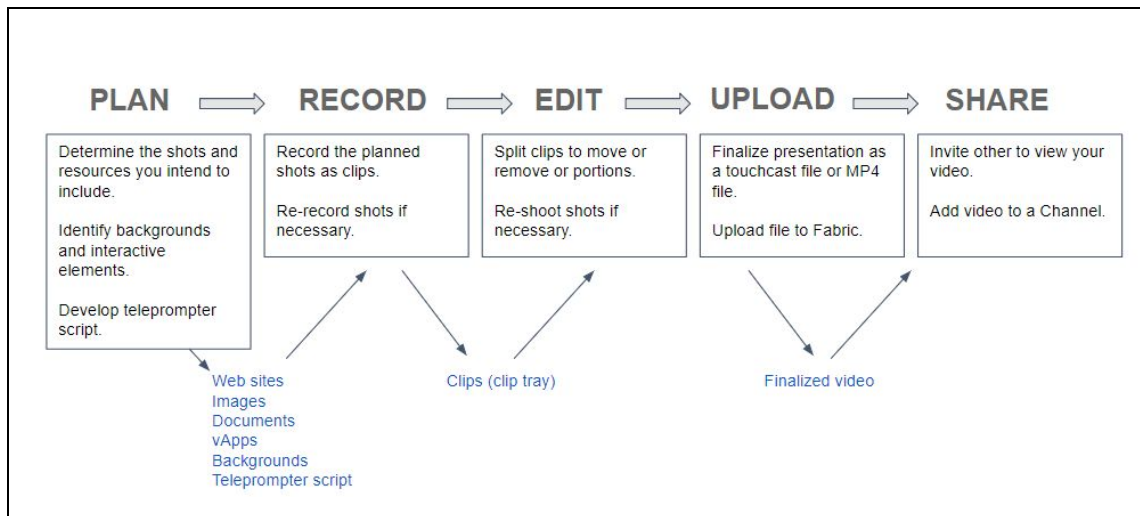 PLAN
RECORD
EDIT
UPLOAD
SHARE
Determine the shots and
resources you intend to
include.
Identify backgrounds
and interactive
elements.
Develop teleprompter
script.
Record the planned
shots as clips.
Re-record shots if
necessary.
Split clips to move or
remove or portions.
Re-shoot shots if
necessary.
Finalize presentation as
a touchcast file or MP4
file.
Upload file to Fabric.
Invite other to view your
video.
Add video to a Channel.
Web sites
Images
Documents
vApps
Backgrounds
Teleprompter script
Clips (clip tray)
Finalized video